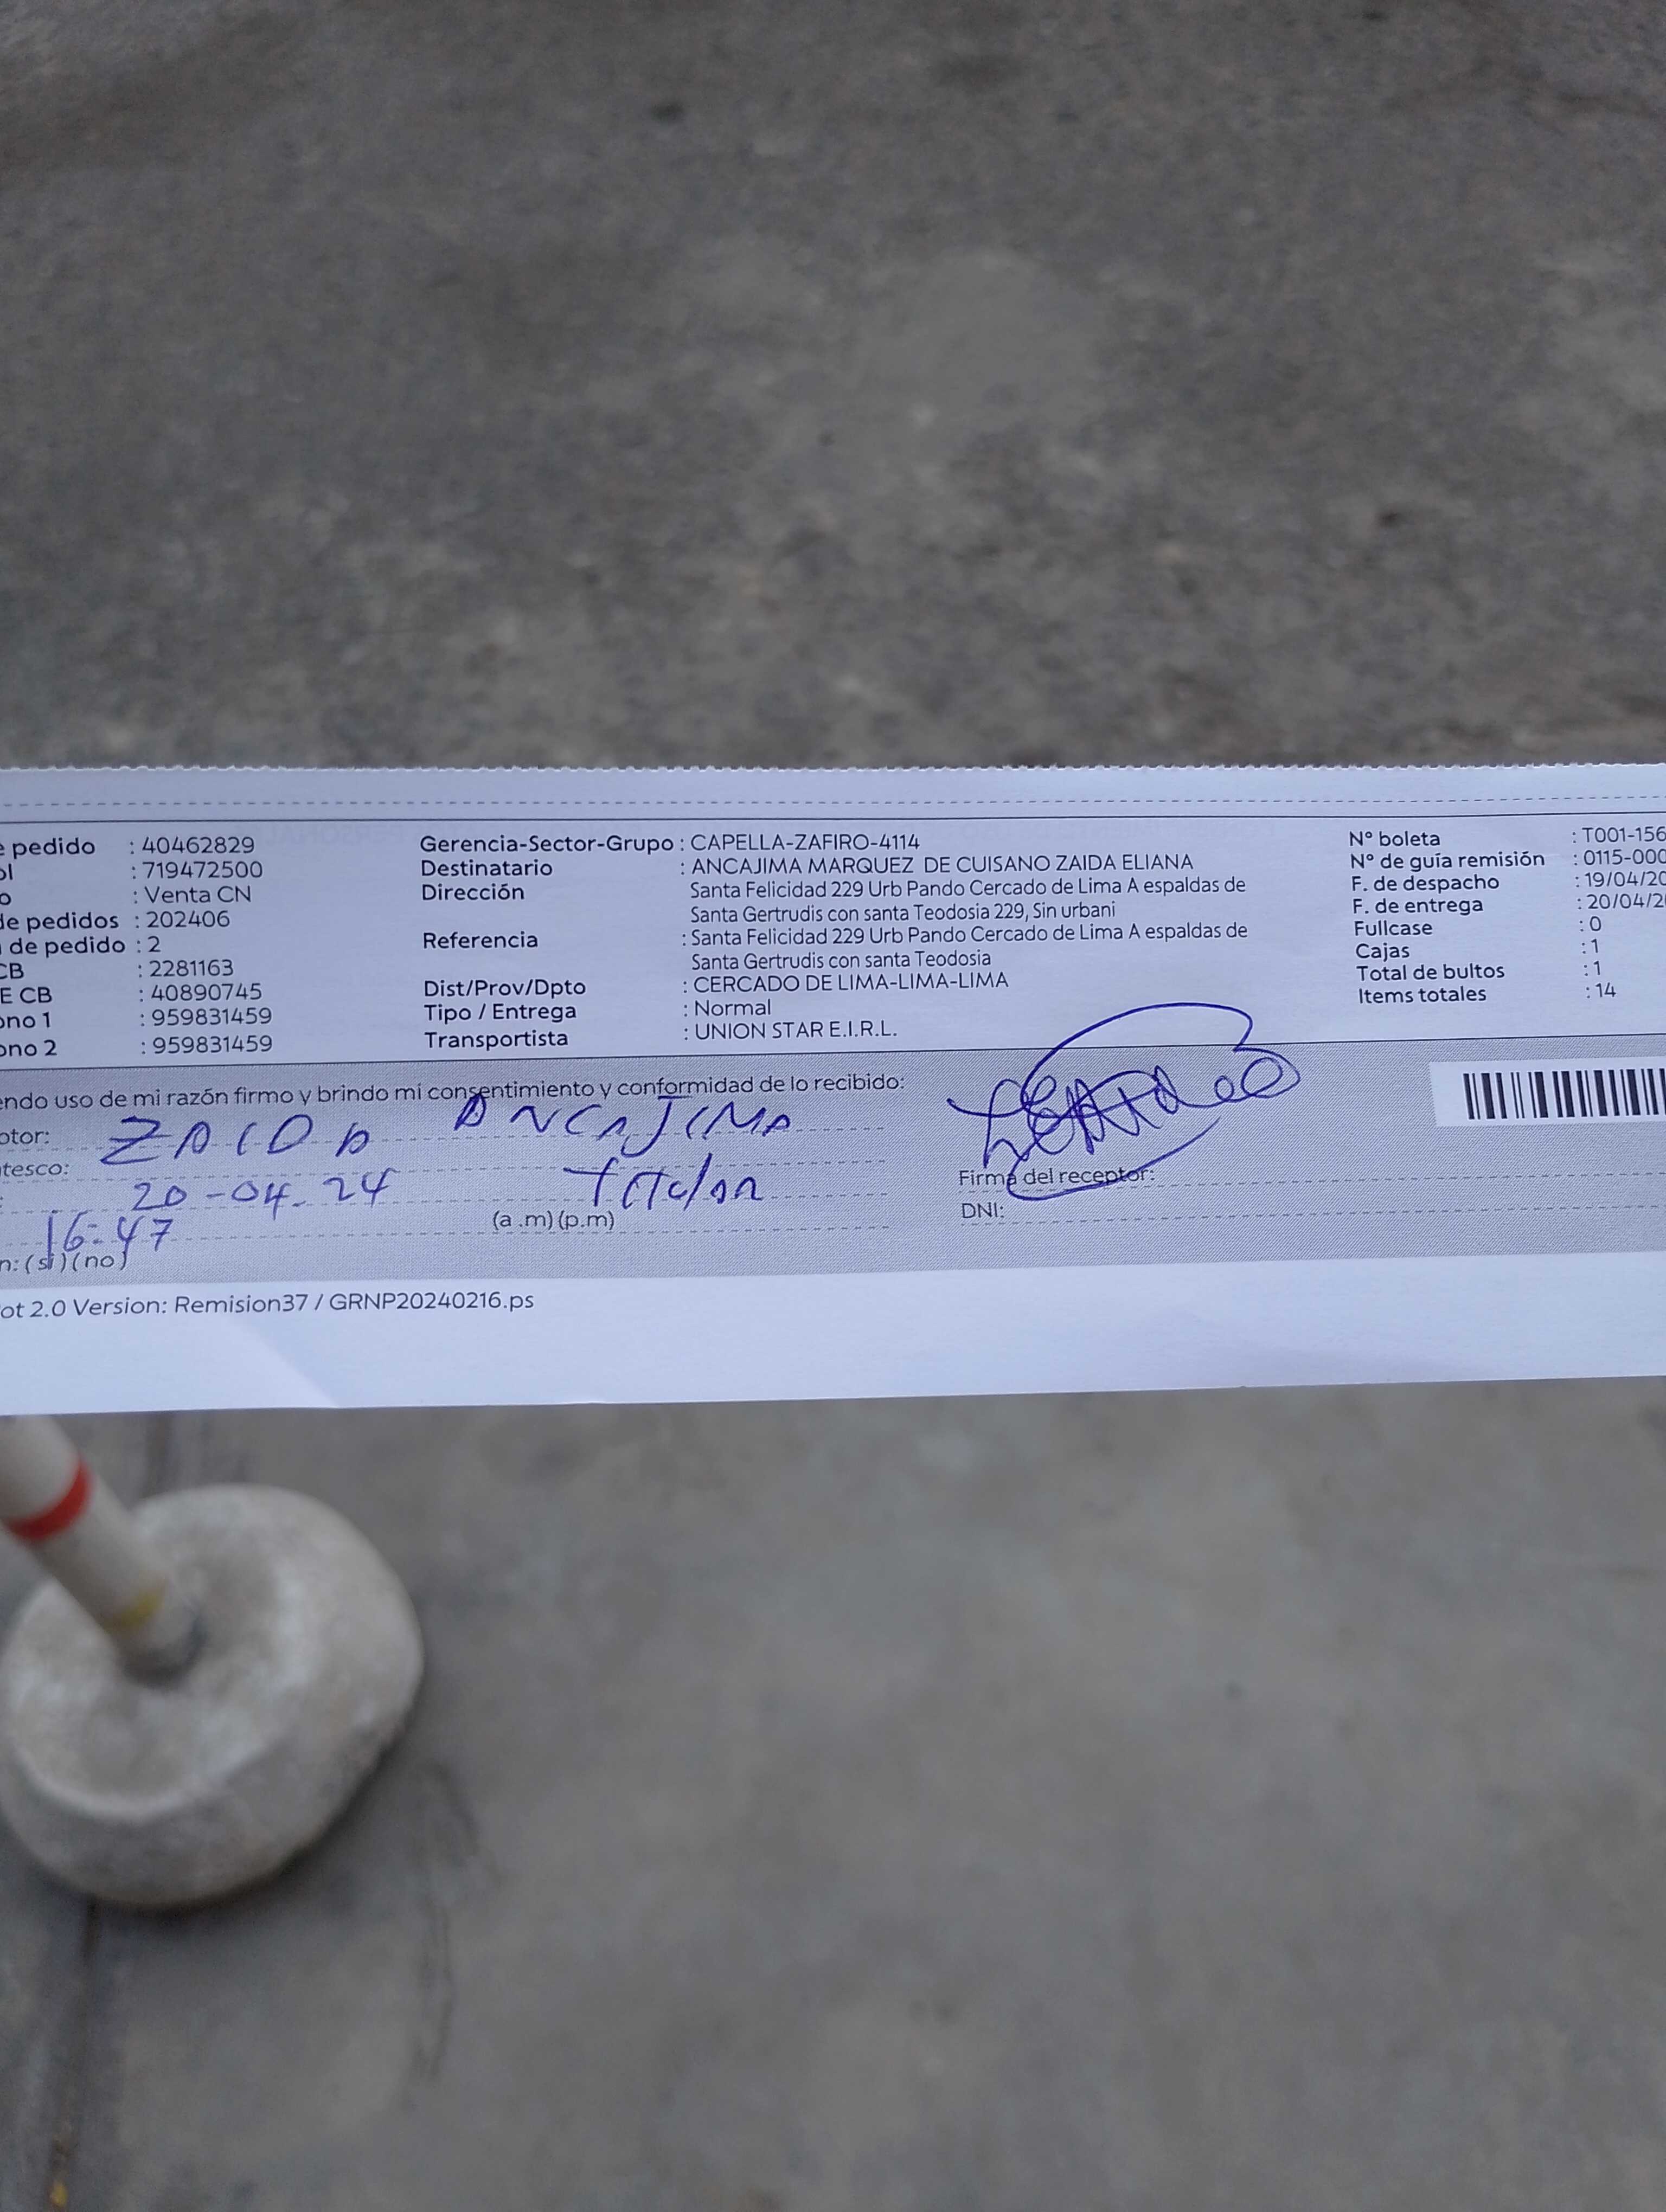 e pedido : 40462829 Gerencia-Sector-Grupo : CAPELLA-ZAFIRO-4114 N° boleta : T001-156
ol : 719472500 Destinatario : ANCAJIMA MARQUEZ DE CUISANO ZAIDA ELIANA N° de guía remisión : 0115-000
o : Venta CN Dirección Santa Felicidad 229 Urb Pando Cercado de Lima A espaldas de F. de despacho : 19/04/20
de pedidos : 202406 Santa Gertrudis con santa Teodosia 229, Sin urbani F. de entrega : 20/04/2
de pedido : 2 Referencia : Santa Felicidad 229 Urb Pando Cercado de Lima A espaldas de Fullcase : 0
CB : 2281163 Santa Gertrudis con santa Teodosia Cajas : 1
E CB : 40890745 Dist/Prov/Dpto : CERCADO DE LIMA-LIMA-LIMA Total de bultos : 1
ono 1 : 959831459 Tipo / Entrega : Normal Items totales : 14
ono 2 : 959831459 Transportista : UNION STAR E.I.R.L.
endo uso de mi razón firmo y brindo mi consentimiento y conformidad de lo recibido:
ptor: ZAIDA ANCAJIMA
tesco: Titular Firma del receptor:
: 20-04-24
16:47 (a .m) (p.m) DNI:
n: (si) (no)
ot 2.0 Version: Remision37 / GRNP20240216.ps